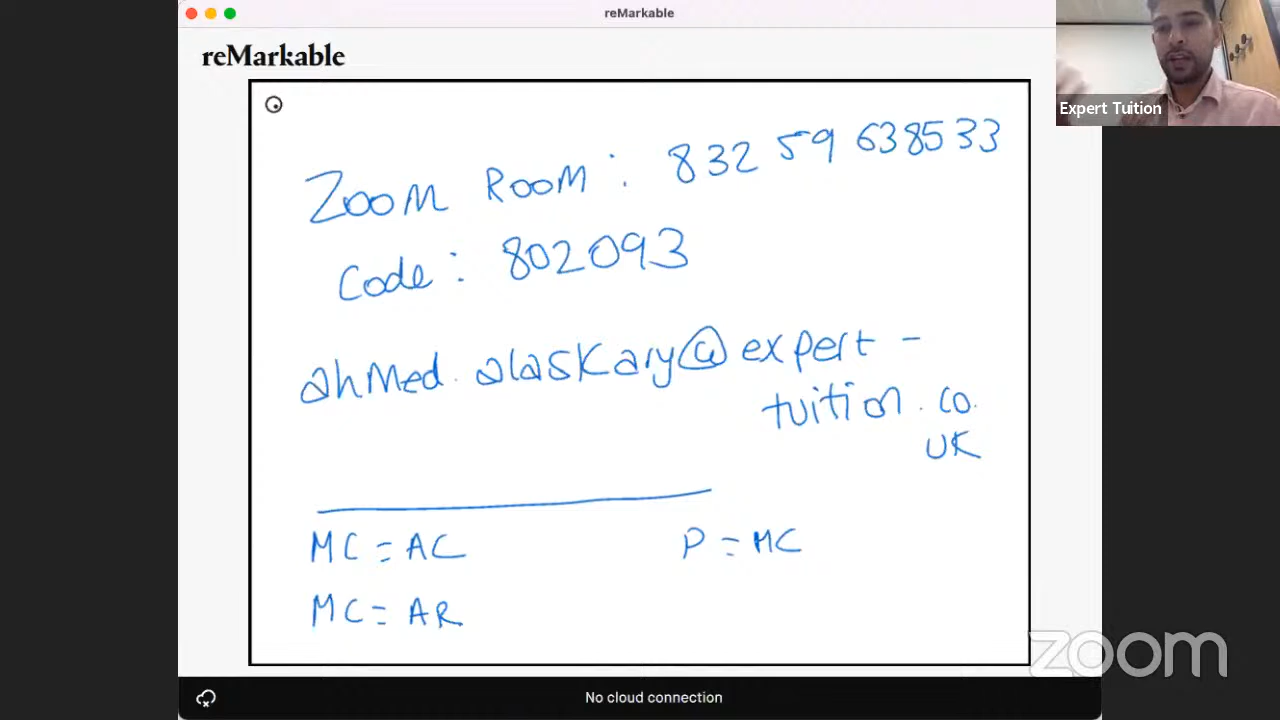 reMarkable
reMarkable
Expert Tuition
Zoom Room: 832 59 638533
Code: 802093
ahmed.alaskary@expert-
tuition.co.
UK
MC = AC
P = MC
MC = AR
zoom
No cloud connection